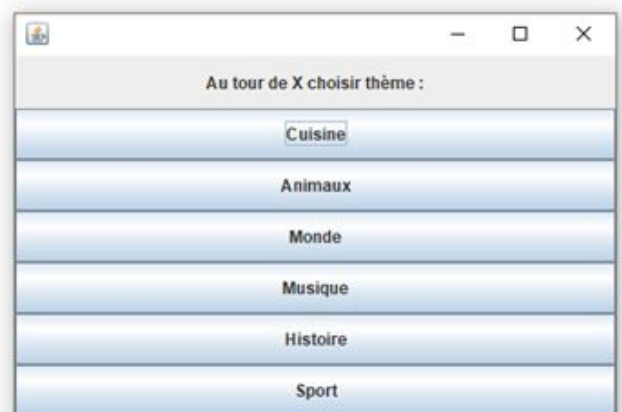 Au tour de X choisir thème :
Cuisine
Animaux
Monde
Musique
Histoire
Sport